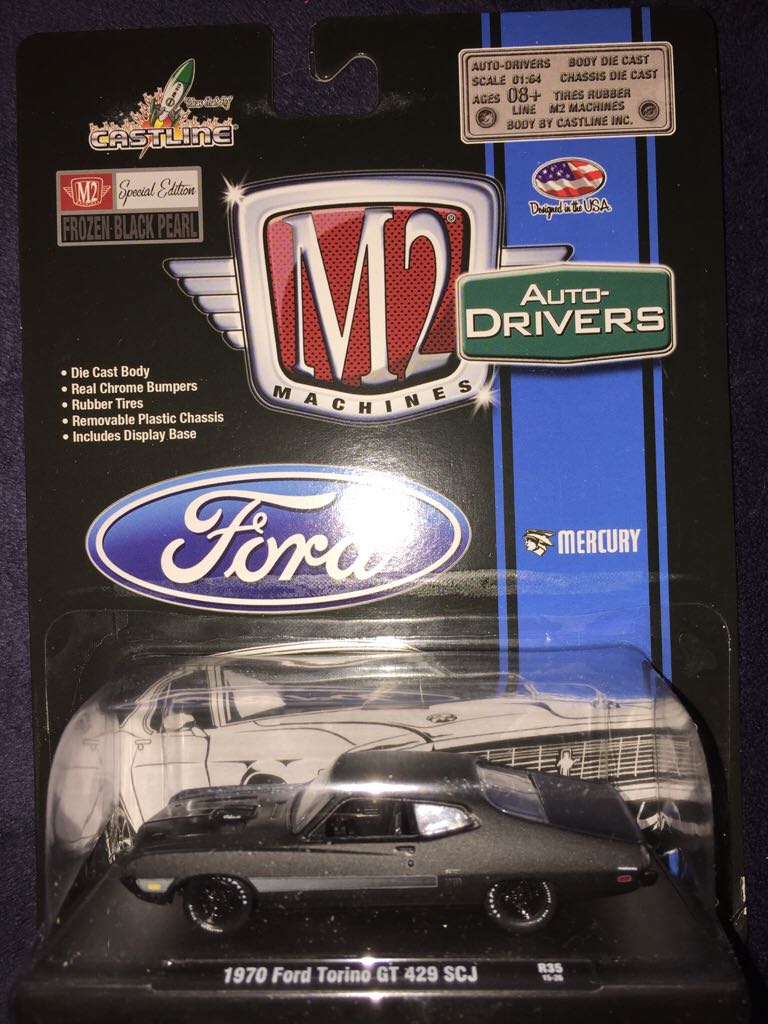 CASTLINE
AUTO-DRIVERS BODY DIE CAST
SCALE 01:64 CHASSIS DIE CAST
AGES 08+ TIRES RUBBER
LINE M2 MACHINES
BODY BY CASTLINE INC.
M2 Special Edition
FROZEN BLACK PEARL
Designed in the U.S.A.
M2®
MACHINES
AUTO-
DRIVERS
• Die Cast Body
• Real Chrome Bumpers
• Rubber Tires
• Removable Plastic Chassis
• Includes Display Base
Ford
MERCURY
1970 Ford Torino GT 429 SCJ R35
15-26